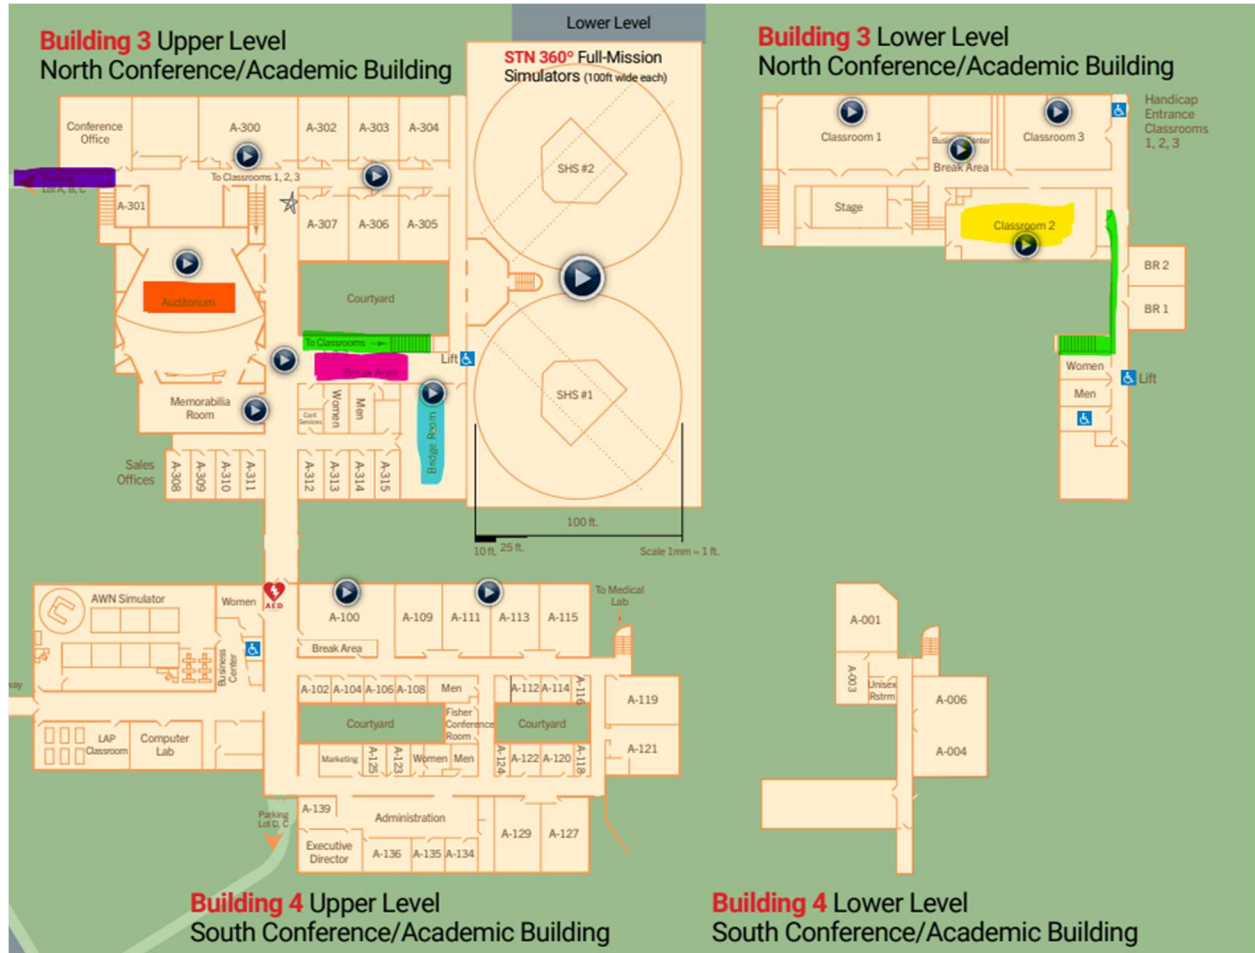 Lower Level
Building 3 Upper Level
North Conference/Academic Building
STN 360º Full-Mission
Simulators (100ft wide each)
Conference
Office
A-300
A-302
A-303
A-304
To Classrooms 1, 2, 3
Lot A, B, C
A-301
A-307
A-306
A-305
SHS #2
Auditorium
Courtyard
To Classrooms
1, 2, 3
Break Area
Lift
SHS #1
Memorabilia
Room
Cont
Services
Women
Men
Bridge Room
Sales
Offices
A-308
A-309
A-310
A-311
A-312
A-313
A-314
A-315
100 ft.
10 ft.
25 ft.
Scale 1mm = 1 ft.
Building 3 Lower Level
North Conference/Academic Building
Classroom 1
Break Area
Classroom 3
Handicap
Entrance
Classrooms
1, 2, 3
Stage
Classroom 2
BR 2
BR 1
Women
Men
Lift
AWN Simulator
Women
AED
Business
Center
way
LAP
Classroom
Computer
Lab
A-100
A-109
A-111
A-113
A-115
To Medical
Lab
Break Area
A-102
A-104
A-106
A-108
Men
A-112
A-114
A-116
A-119
Courtyard
Fisher
Conference
Room
Courtyard
A-121
Marketing
A-125
A-123
Women
Men
A-124
A-122
A-120
A-118
Parking
Lot D, C
A-139
Administration
Executive
Director
A-136
A-135
A-134
A-129
A-127
Building 4 Upper Level
South Conference/Academic Building
A-001
A-003
Unisex
Rstrm
A-006
A-004
Building 4 Lower Level
South Conference/Academic Building